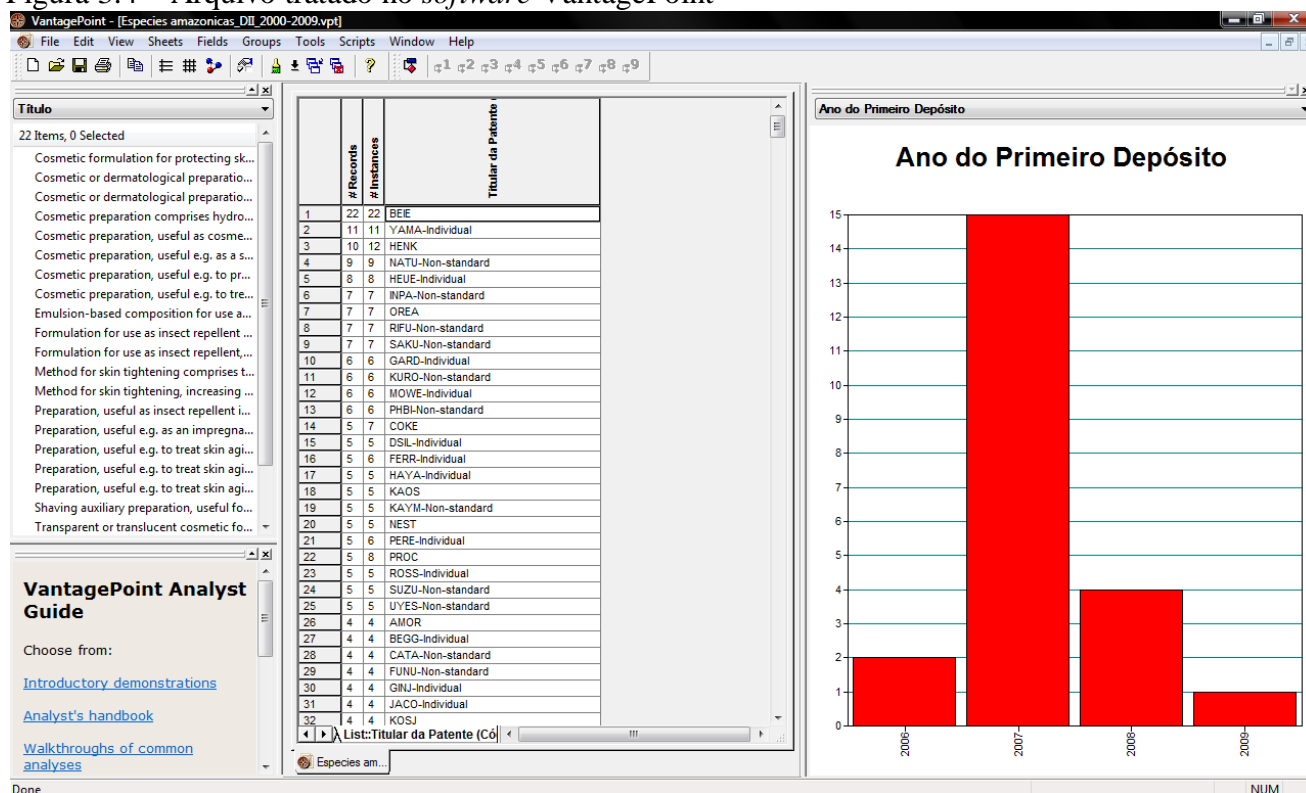 Figura 3.4 – Arquivo tratado no software VantagePoint
VantagePoint - [Especies amazonicas_DII_2000-2009.vpt]
File Edit View Sheets Fields Groups Tools Scripts Window Help
1 2 3 4 5 6 7 8 9
Título
22 Items, 0 Selected
Cosmetic formulation for protecting sk...
Cosmetic or dermatological preparatio...
Cosmetic or dermatological preparatio...
Cosmetic preparation comprises hydro...
Cosmetic preparation, useful as cosme...
Cosmetic preparation, useful e.g. as a s...
Cosmetic preparation, useful e.g. to pr...
Cosmetic preparation, useful e.g. to tre...
Emulsion-based composition for use a...
Formulation for use as insect repellent ...
Formulation for use as insect repellent,...
Method for skin tightening comprises t...
Method for skin tightening, increasing ...
Preparation, useful as insect repellent i...
Preparation, useful e.g. as an impregna...
Preparation, useful e.g. to treat skin agi...
Preparation, useful e.g. to treat skin agi...
Preparation, useful e.g. to treat skin agi...
Shaving auxiliary preparation, useful fo...
Transparent or translucent cosmetic fo...
VantagePoint Analyst
Guide
Choose from:
Introductory demonstrations
Analyst's handbook
Walkthroughs of common
analyses
# Records # Instances Titular da Patente
1 22 22 BEIE
2 11 11 YAMA-Individual
3 10 12 HENK
4 9 9 NATU-Non-standard
5 8 8 HEUE-Individual
6 7 7 INPA-Non-standard
7 7 7 OREA
8 7 7 RIFU-Non-standard
9 7 7 SAKU-Non-standard
10 6 6 GARD-Individual
11 6 6 KURO-Non-standard
12 6 6 MOWE-Individual
13 6 6 PHBI-Non-standard
14 5 7 COKE
15 5 5 DSIL-Individual
16 5 6 FERR-Individual
17 5 5 HAYA-Individual
18 5 5 KAOS
19 5 5 KAYM-Non-standard
20 5 5 NEST
21 5 6 PERE-Individual
22 5 8 PROC
23 5 5 ROSS-Individual
24 5 5 SUZU-Non-standard
25 5 5 UYES-Non-standard
26 4 4 AMOR
27 4 4 BEGG-Individual
28 4 4 CATA-Non-standard
29 4 4 FUNU-Non-standard
30 4 4 GINJ-Individual
31 4 4 JACO-Individual
32 4 4 KOSJ
List::Titular da Patente (Có
Especies am...
Ano do Primeiro Depósito
Ano do Primeiro Depósito
15
14
13
12
11
10
9
8
7
6
5
4
3
2
1
0
2006 2007 2008 2009
Done NUM